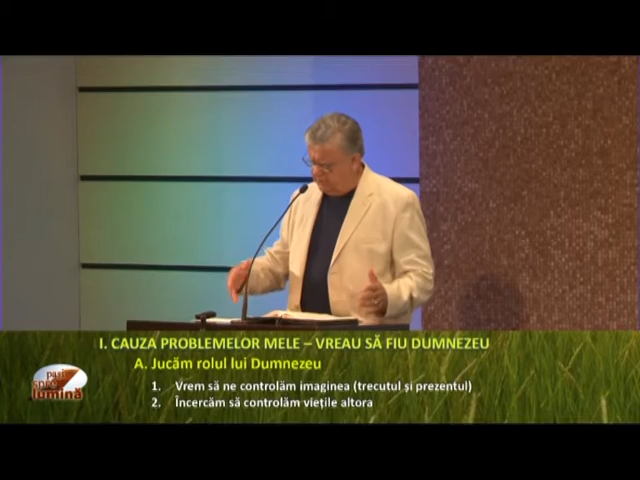 I. CAUZA PROBLEMELOR MELE – VREAU SĂ FIU DUMNEZEU
A. Jucăm rolul lui Dumnezeu
1. Vrem să ne controlăm imaginea (trecutul și prezentul)
2. Încercăm să controlăm viețile altora
pași
spre
lumină